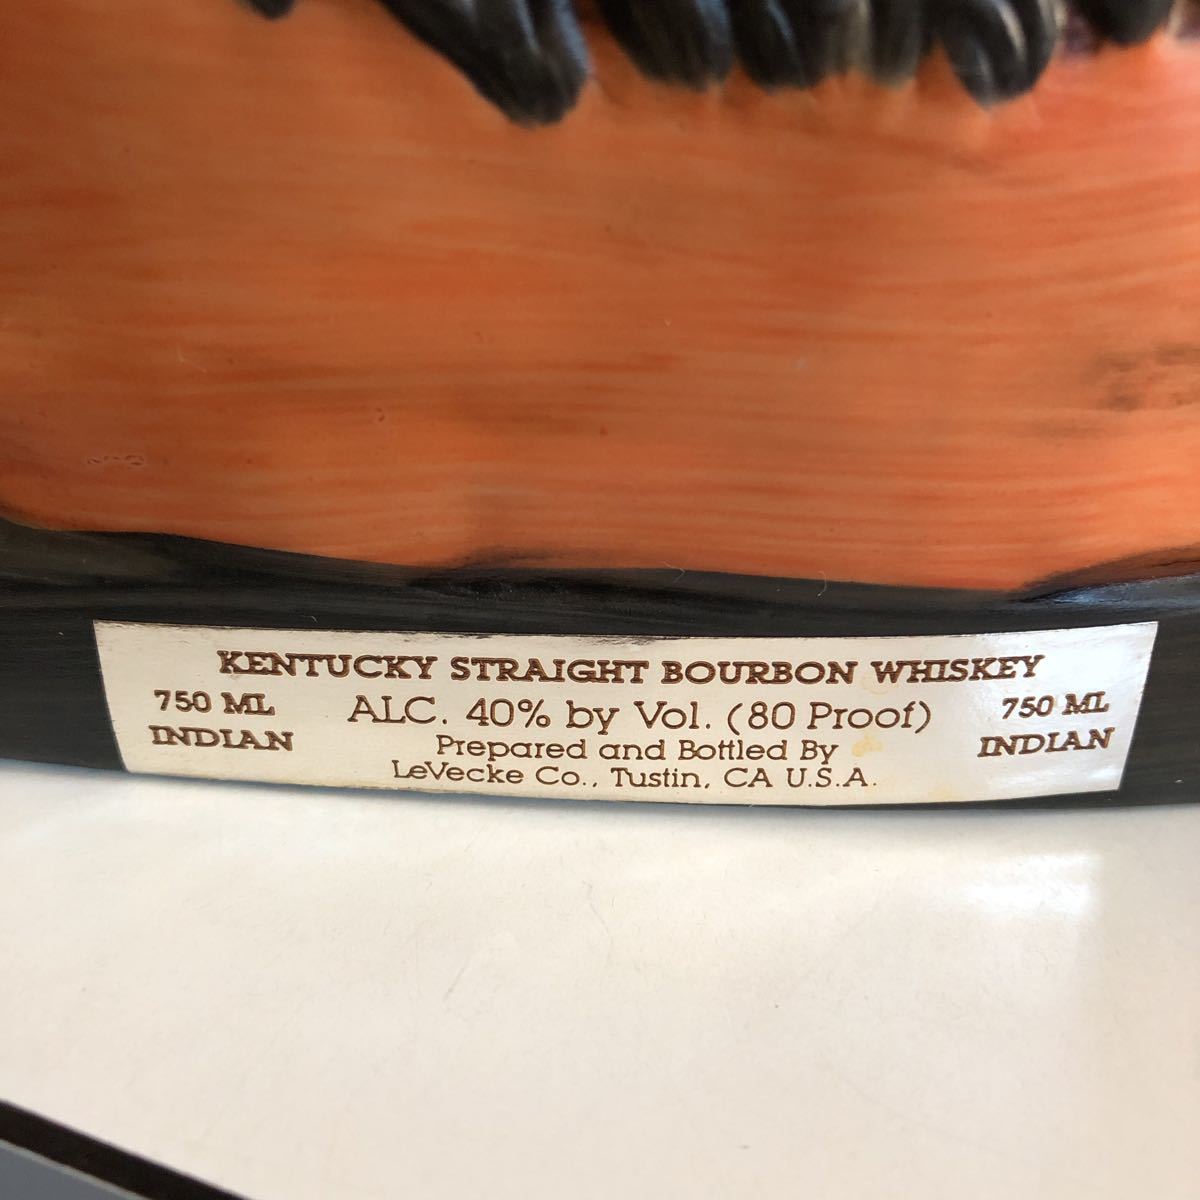 KENTUCKY STRAIGHT BOURBON WHISKEY
750 ML ALC. 40% by Vol. (80 Proof) 750 ML
INDIAN Prepared and Bottled By INDIAN
LeVecke Co., Tustin, CA U.S.A.